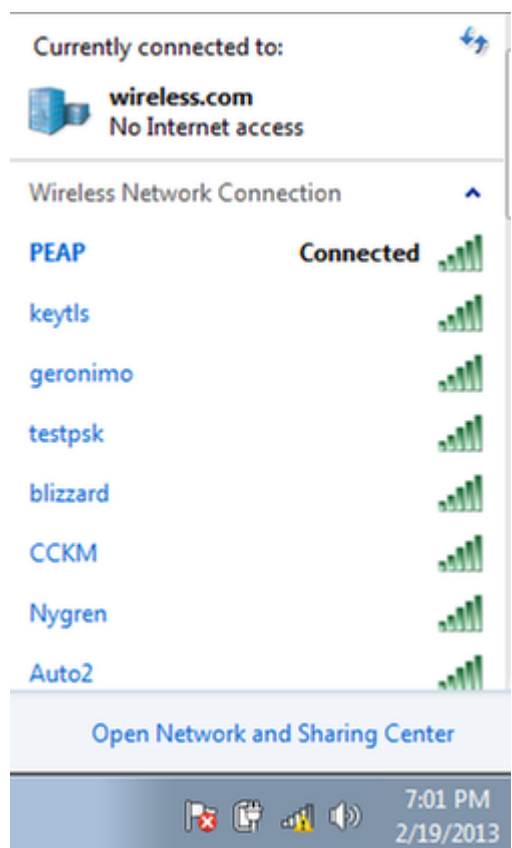 Currently connected to:
wireless.com
No Internet access
Wireless Network Connection
PEAP Connected
keytls
geronimo
testpsk
blizzard
CCKM
Nygren
Auto2
Open Network and Sharing Center
7:01 PM
2/19/2013